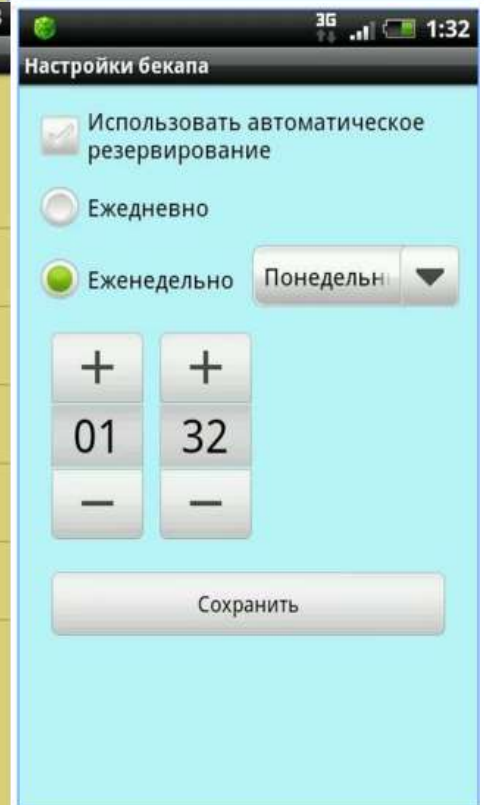 3G 1:32
Настройки бекапа
Использовать автоматическое
резервирование
Ежедневно
Еженедельно Понедельн
+ +
01 32
− −
Сохранить